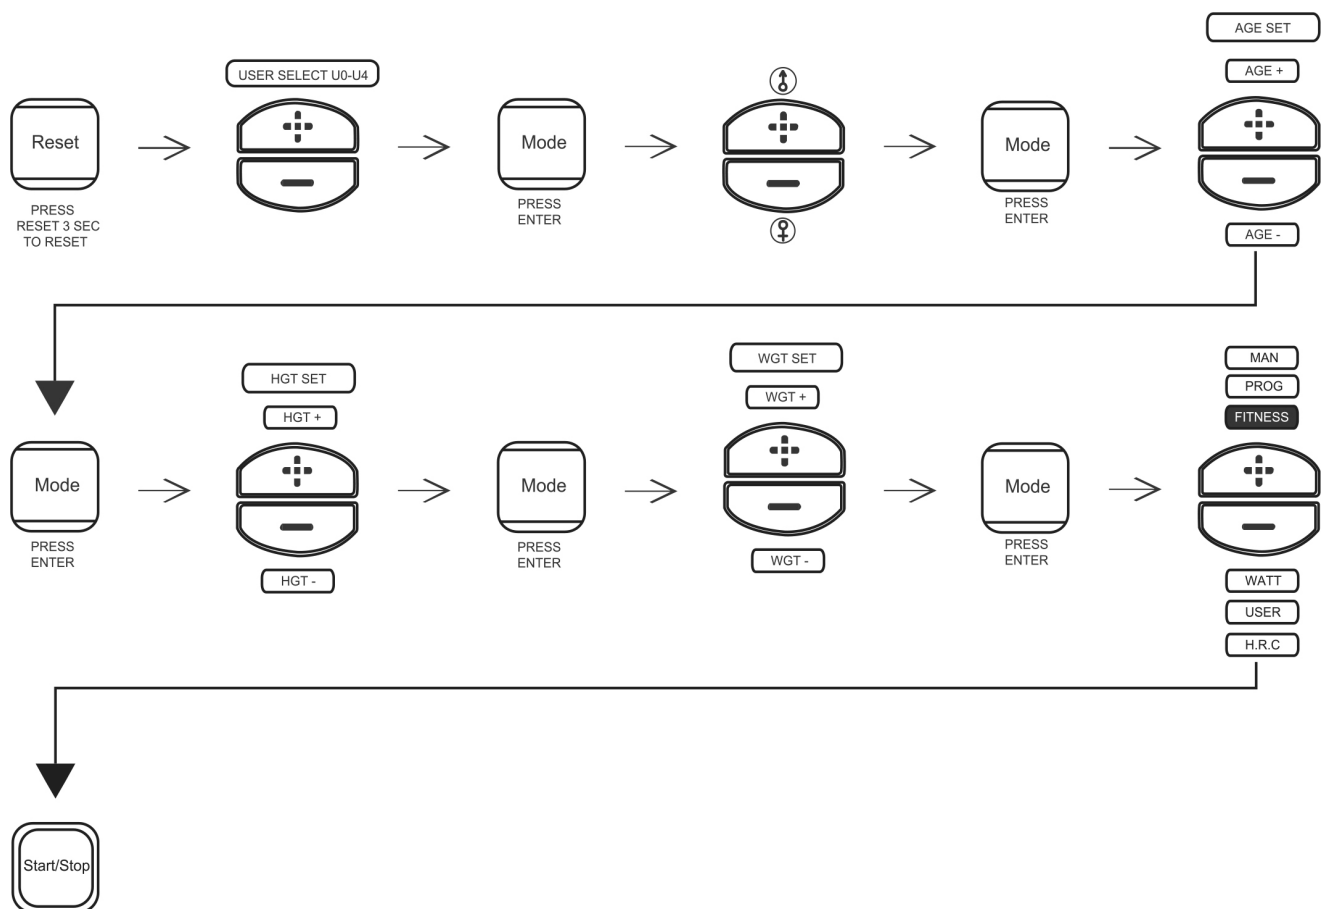 AGE SET
USER SELECT U0-U4
AGE +
Reset
Mode
Mode
PRESS
RESET 3 SEC
TO RESET
PRESS
ENTER
PRESS
ENTER
AGE -
HGT SET
HGT +
WGT SET
WGT +
MAN
PROG
FITNESS
Mode
Mode
Mode
PRESS
ENTER
HGT -
PRESS
ENTER
WGT -
PRESS
ENTER
WATT
USER
H.R.C
Start/Stop